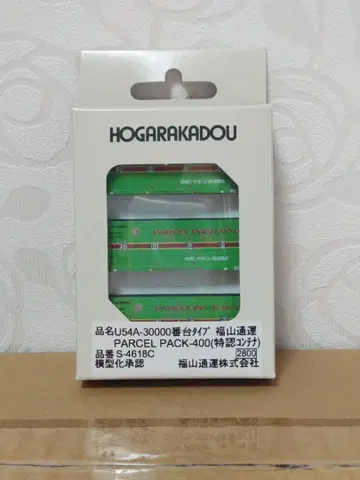 HOGARAKADOU
PARCEL PACK 400
品名U54A-30000番台タイプ 福山通運
PARCEL PACK-400(特認コンテナ)
品番 S-4618C
2800
模型化承認 福山通運株式会社